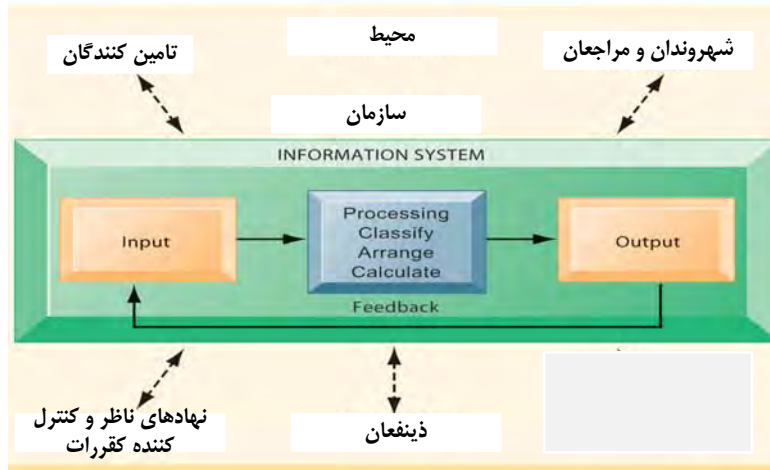 محیط
شهروندان و مراجعان
تامین کنندگان
سازمان
INFORMATION SYSTEM
Input
Processing
Classify
Arrange
Calculate
Output
Feedback
نهادهای ناظر و کنترل
کننده کقررات
ذینفعان